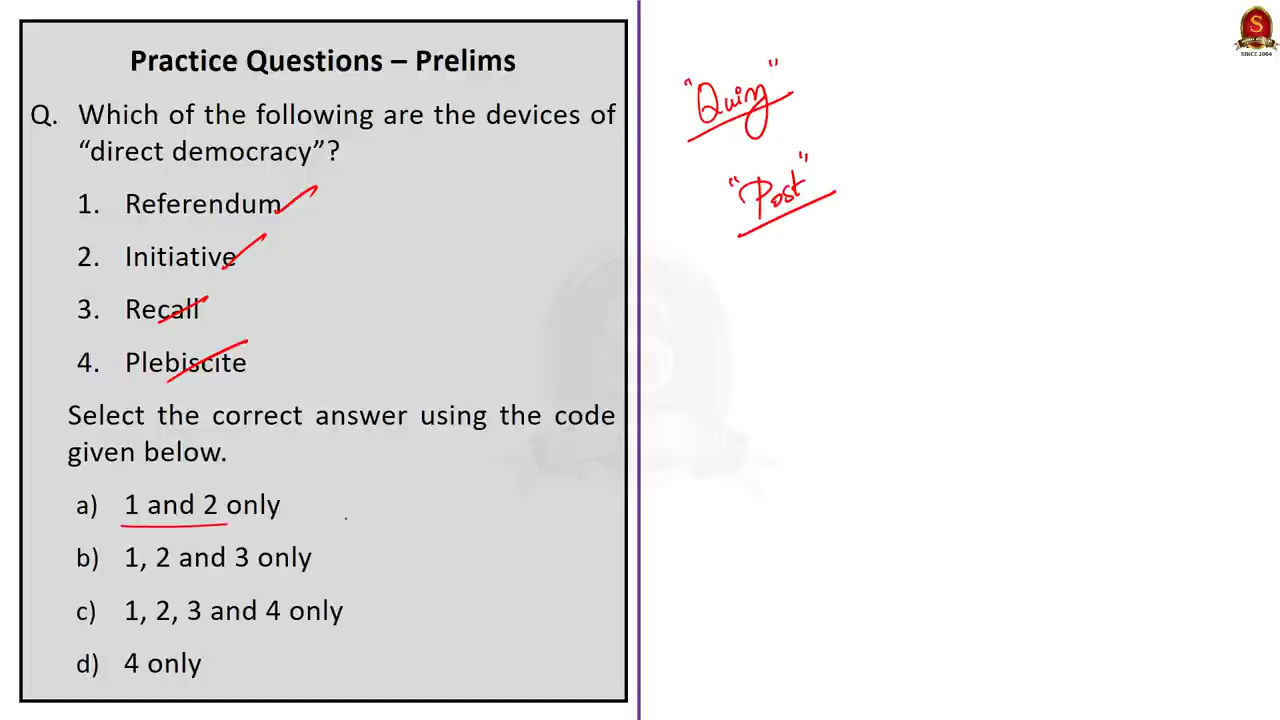 Practice Questions – Prelims
Q. Which of the following are the devices of
“direct democracy”?
1. Referendum
2. Initiative
3. Recall
4. Plebiscite
Select the correct answer using the code
given below.
a) 1 and 2 only
b) 1, 2 and 3 only
c) 1, 2, 3 and 4 only
d) 4 only
"Post"
S
SINCE 2004